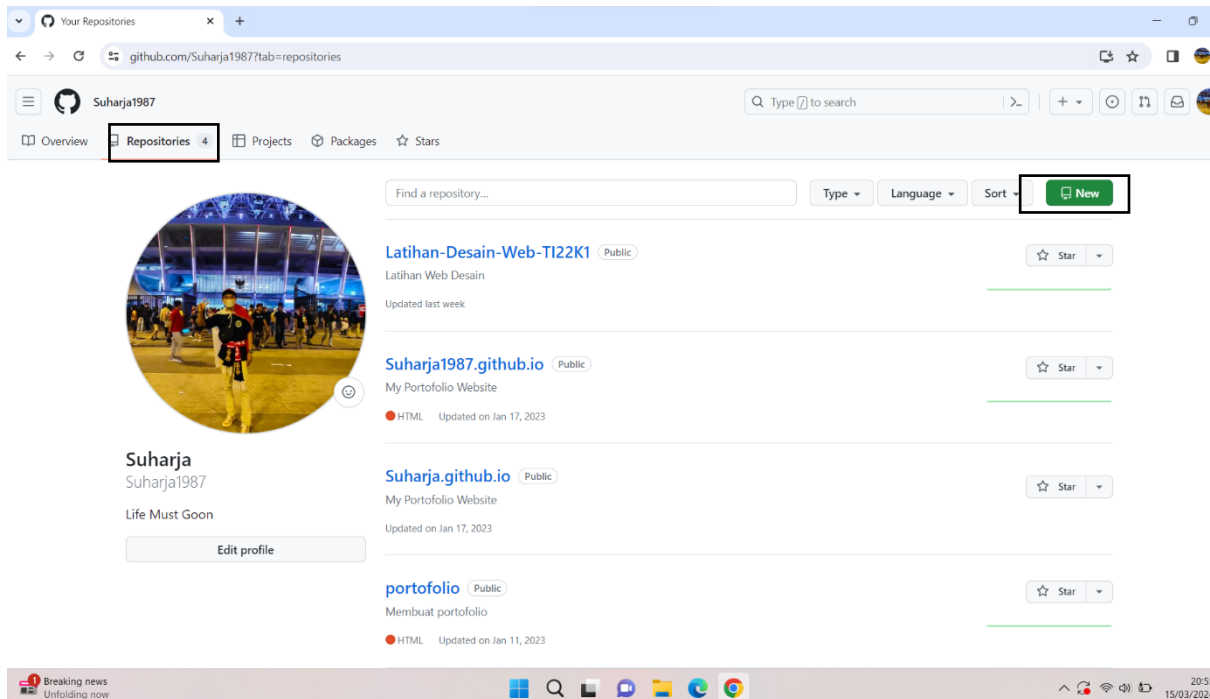 Your Repositories
github.com/Suharja1987?tab=repositories
Suharja1987
Type / to search
Overview
Repositories 4
Projects
Packages
Stars
Find a repository...
Type
Language
Sort
New
Latihan-Desain-Web-TI22K1 Public
Star
Latihan Web Desain
Updated last week
Suharja1987.github.io Public
Star
My Portofolio Website
HTML Updated on Jan 17, 2023
Suharja
Suharja1987
Life Must Goon
Edit profile
Suharja.github.io Public
Star
My Portofolio Website
Updated on Jan 17, 2023
portofolio Public
Star
Membuat portofolio
HTML Updated on Jan 11, 2023
1
Breaking news
Unfolding now